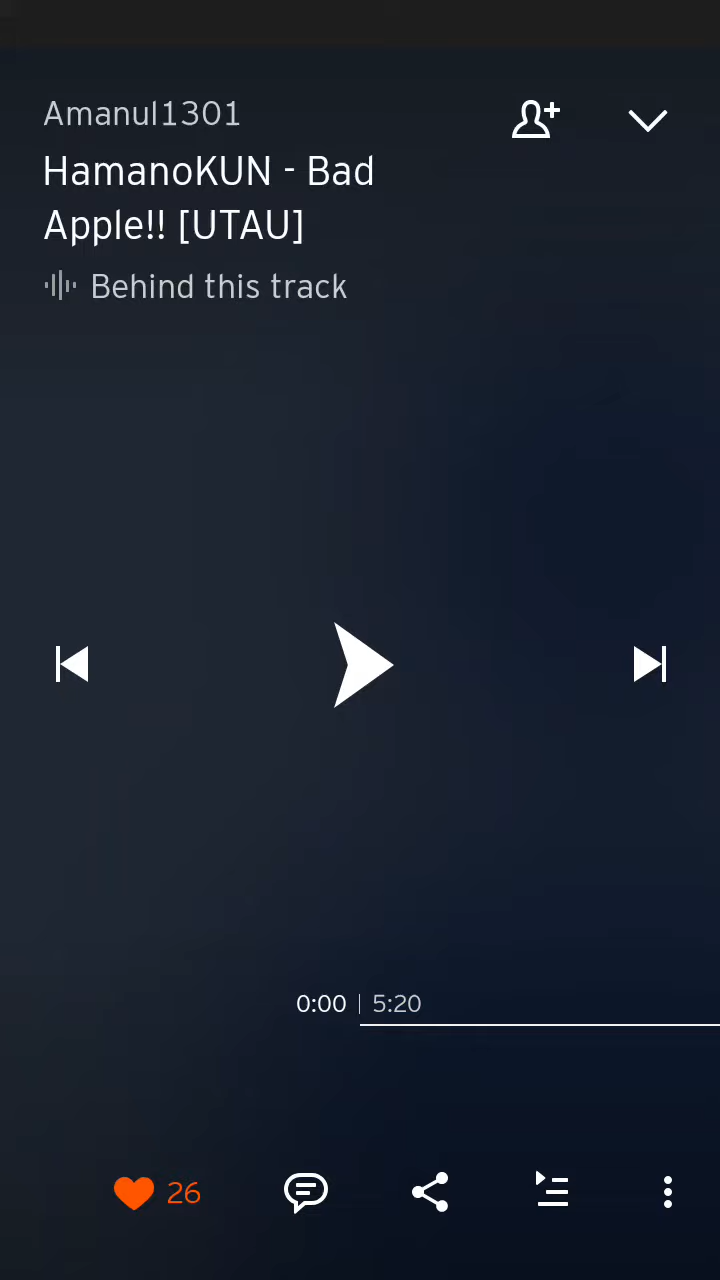 Amanul1301
HamanoKUN - Bad
Apple!! [UTAU]
Behind this track
0:00 | 5:20
26